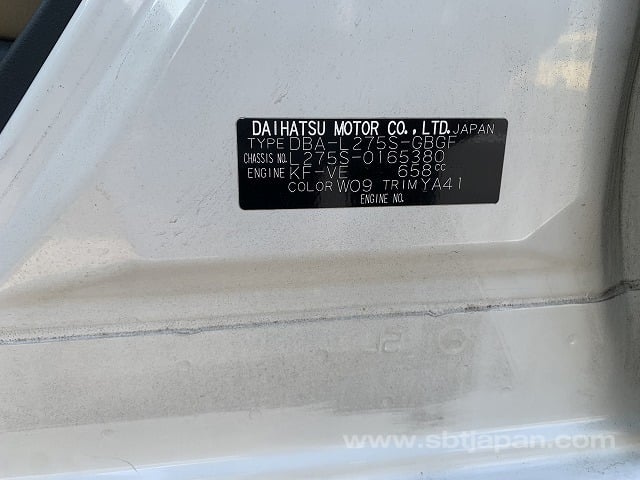 DAIHATSU MOTOR CO., LTD. JAPAN
TYPE DBA-L275S-GBGF
CHASSIS NO. L275S-0165380
ENGINE KF-VE 658cc
COLOR W09 TRIM YA41
ENGINE NO.
www.sbtjapan.com